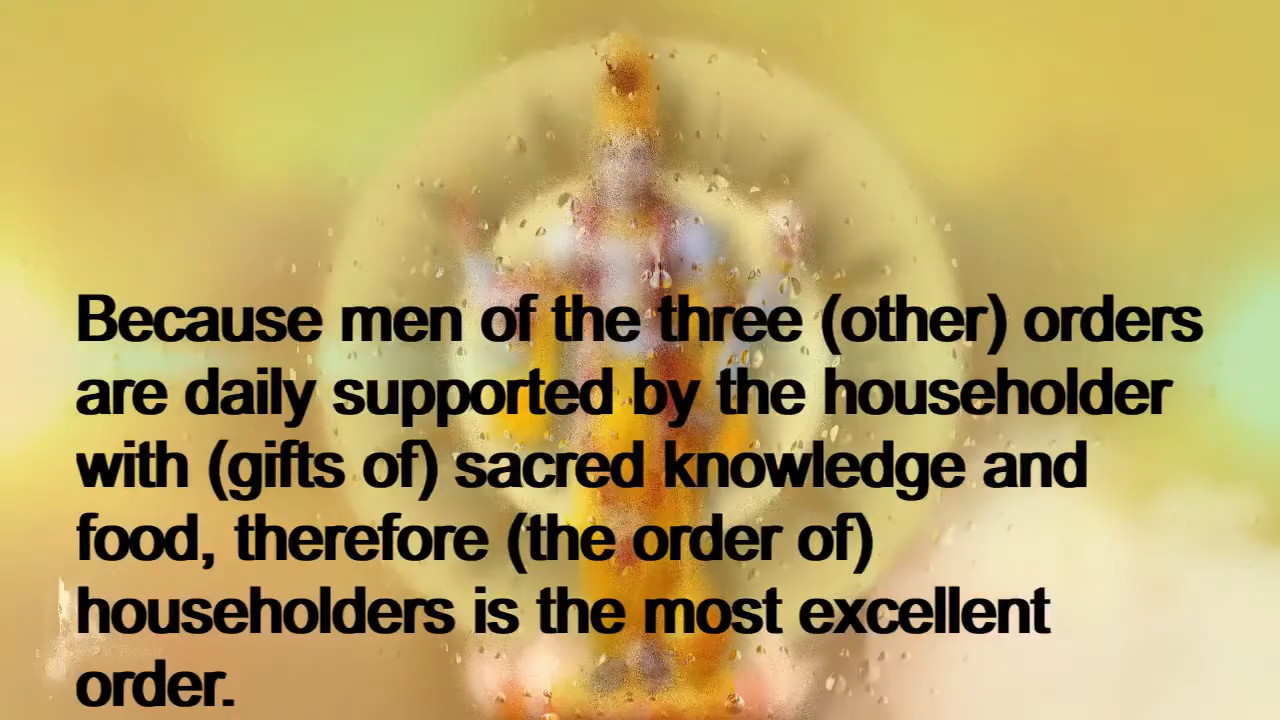 Because men of the three (other) orders
are daily supported by the householder
with (gifts of) sacred knowledge and
food, therefore (the order of)
householders is the most excellent
order.